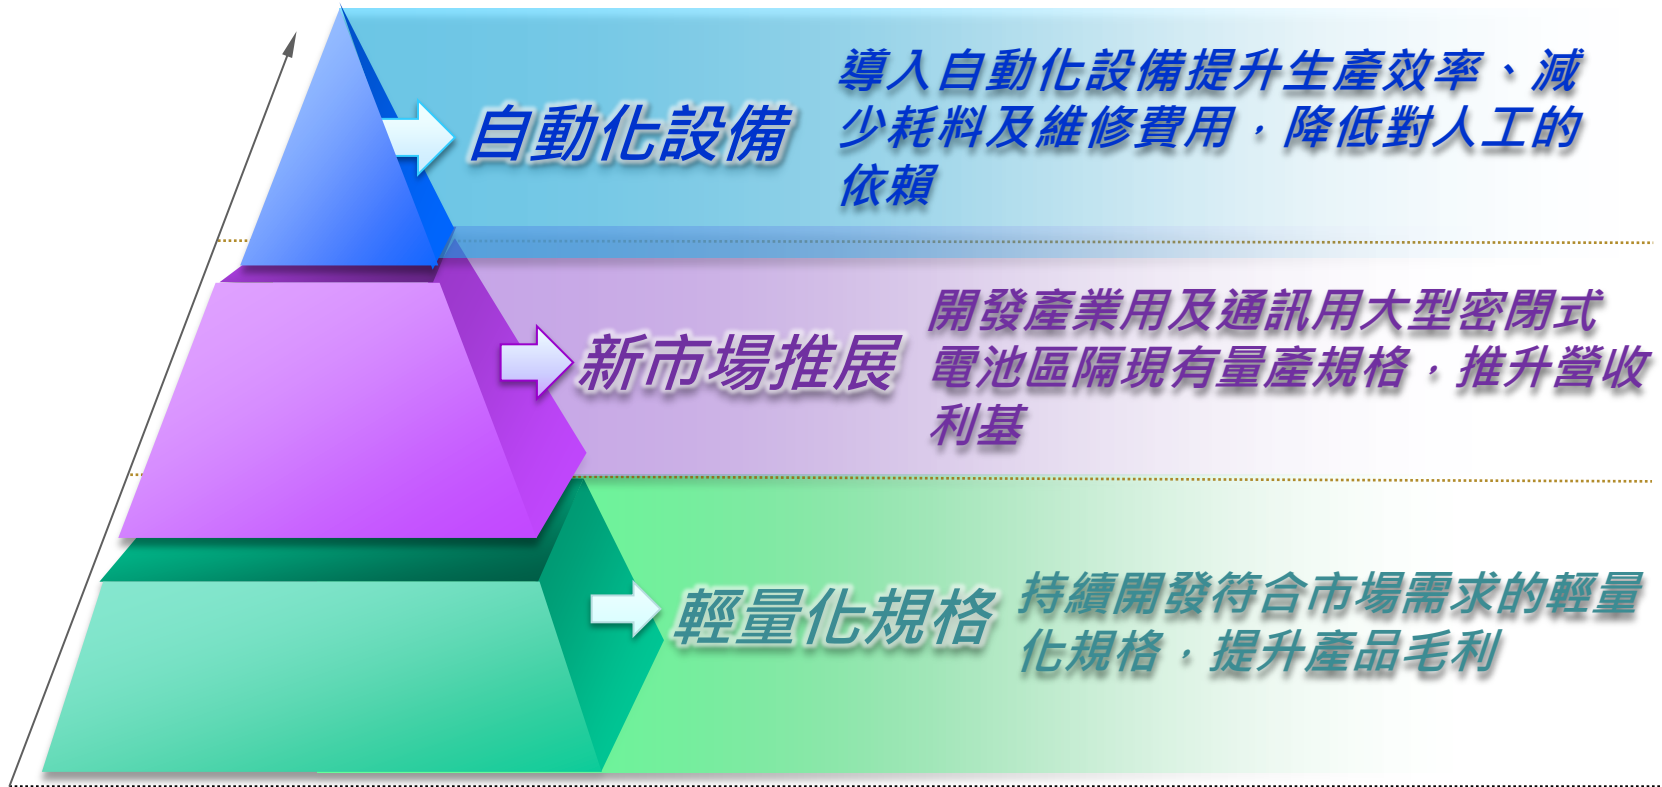 自動化設備
導入自動化設備提升生產效率、減
少耗料及維修費用，降低對人工的
依賴
新市場推展
開發產業用及通訊用大型密閉式
電池區隔現有量產規格，推升營收
利基
輕量化規格
持續開發符合市場需求的輕量
化規格，提升產品毛利